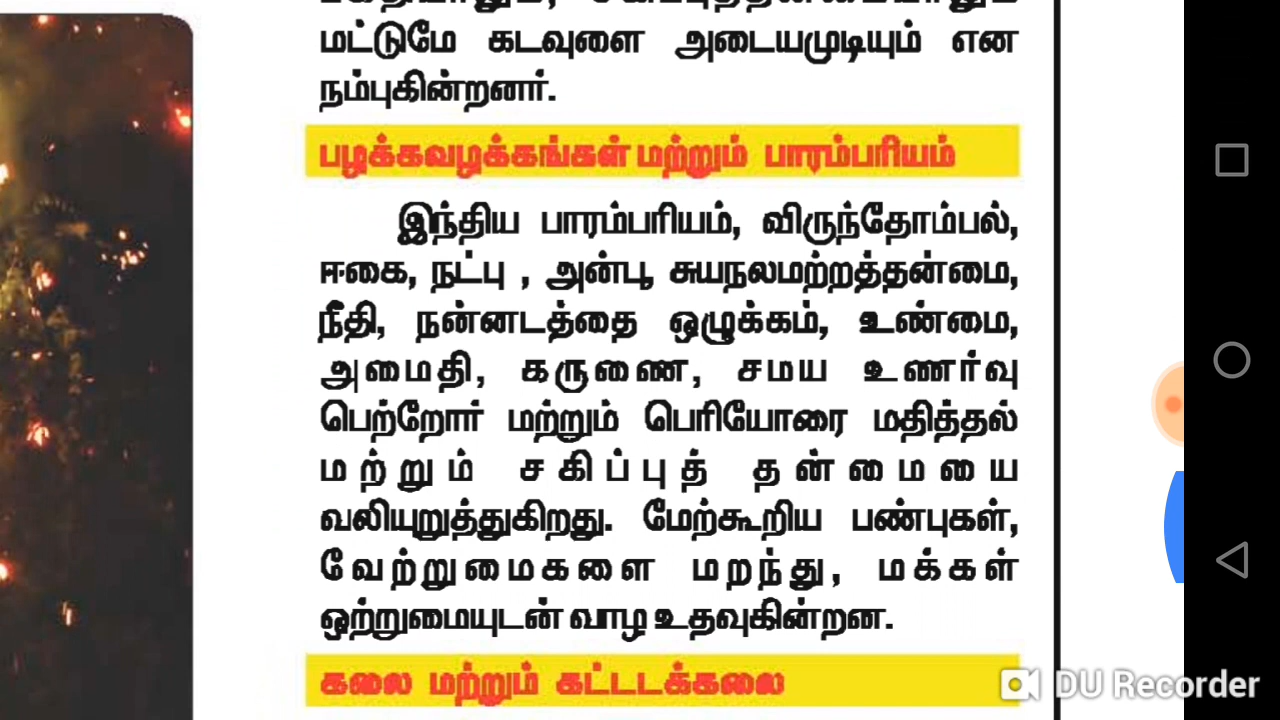 மட்டுமே கடவுளை அடையமுடியும் என
நம்புகின்றனர்.
பழக்கவழக்கங்கள் மற்றும் பாரம்பரியம்
இந்திய பாரம்பரியம், விருந்தோம்பல்,
ஈகை, நட்பு , அன்பு, சுயநலமற்றத்தன்மை,
நீதி, நன்னடத்தை ஒழுக்கம், உண்மை,
அமைதி, கருணை, சமய உணர்வு
பெற்றோர் மற்றும் பெரியோரை மதித்தல்
மற்றும் சகிப்புத் தன்மையை
வலியுறுத்துகிறது. மேற்கூறிய பண்புகள்,
வேற்றுமைகளை மறந்து, மக்கள்
ஒற்றுமையுடன் வாழ உதவுகின்றன.
கலை மற்றும் கட்டடக்கலை
DU Recorder